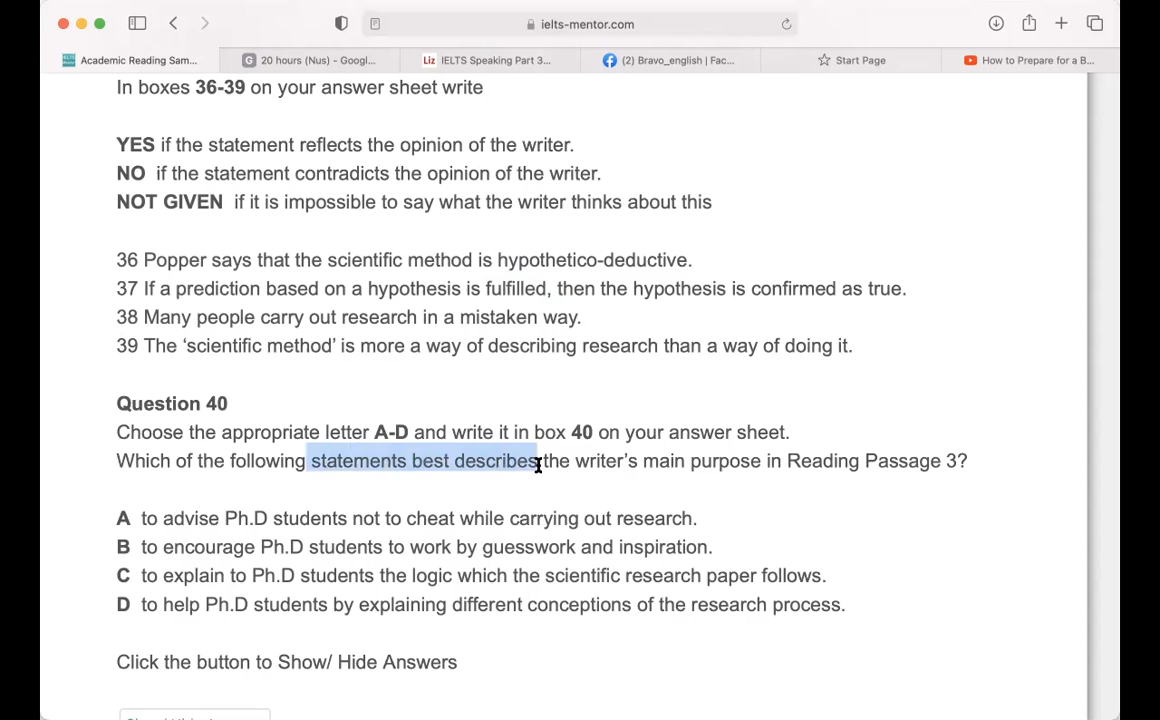 ielts-mentor.com
Academic Reading Sam...
20 hours (Nus) - Googl...
Liz IELTS Speaking Part 3...
(2) Bravo_english | Fac...
Start Page
How to Prepare for a B...
In boxes 36-39 on your answer sheet write
YES if the statement reflects the opinion of the writer.
NO if the statement contradicts the opinion of the writer.
NOT GIVEN if it is impossible to say what the writer thinks about this
36 Popper says that the scientific method is hypothetico-deductive.
37 If a prediction based on a hypothesis is fulfilled, then the hypothesis is confirmed as true.
38 Many people carry out research in a mistaken way.
39 The ‘scientific method’ is more a way of describing research than a way of doing it.
Question 40
Choose the appropriate letter A-D and write it in box 40 on your answer sheet.
Which of the following statements best describes the writer’s main purpose in Reading Passage 3?
A to advise Ph.D students not to cheat while carrying out research.
B to encourage Ph.D students to work by guesswork and inspiration.
C to explain to Ph.D students the logic which the scientific research paper follows.
D to help Ph.D students by explaining different conceptions of the research process.
Click the button to Show/ Hide Answers